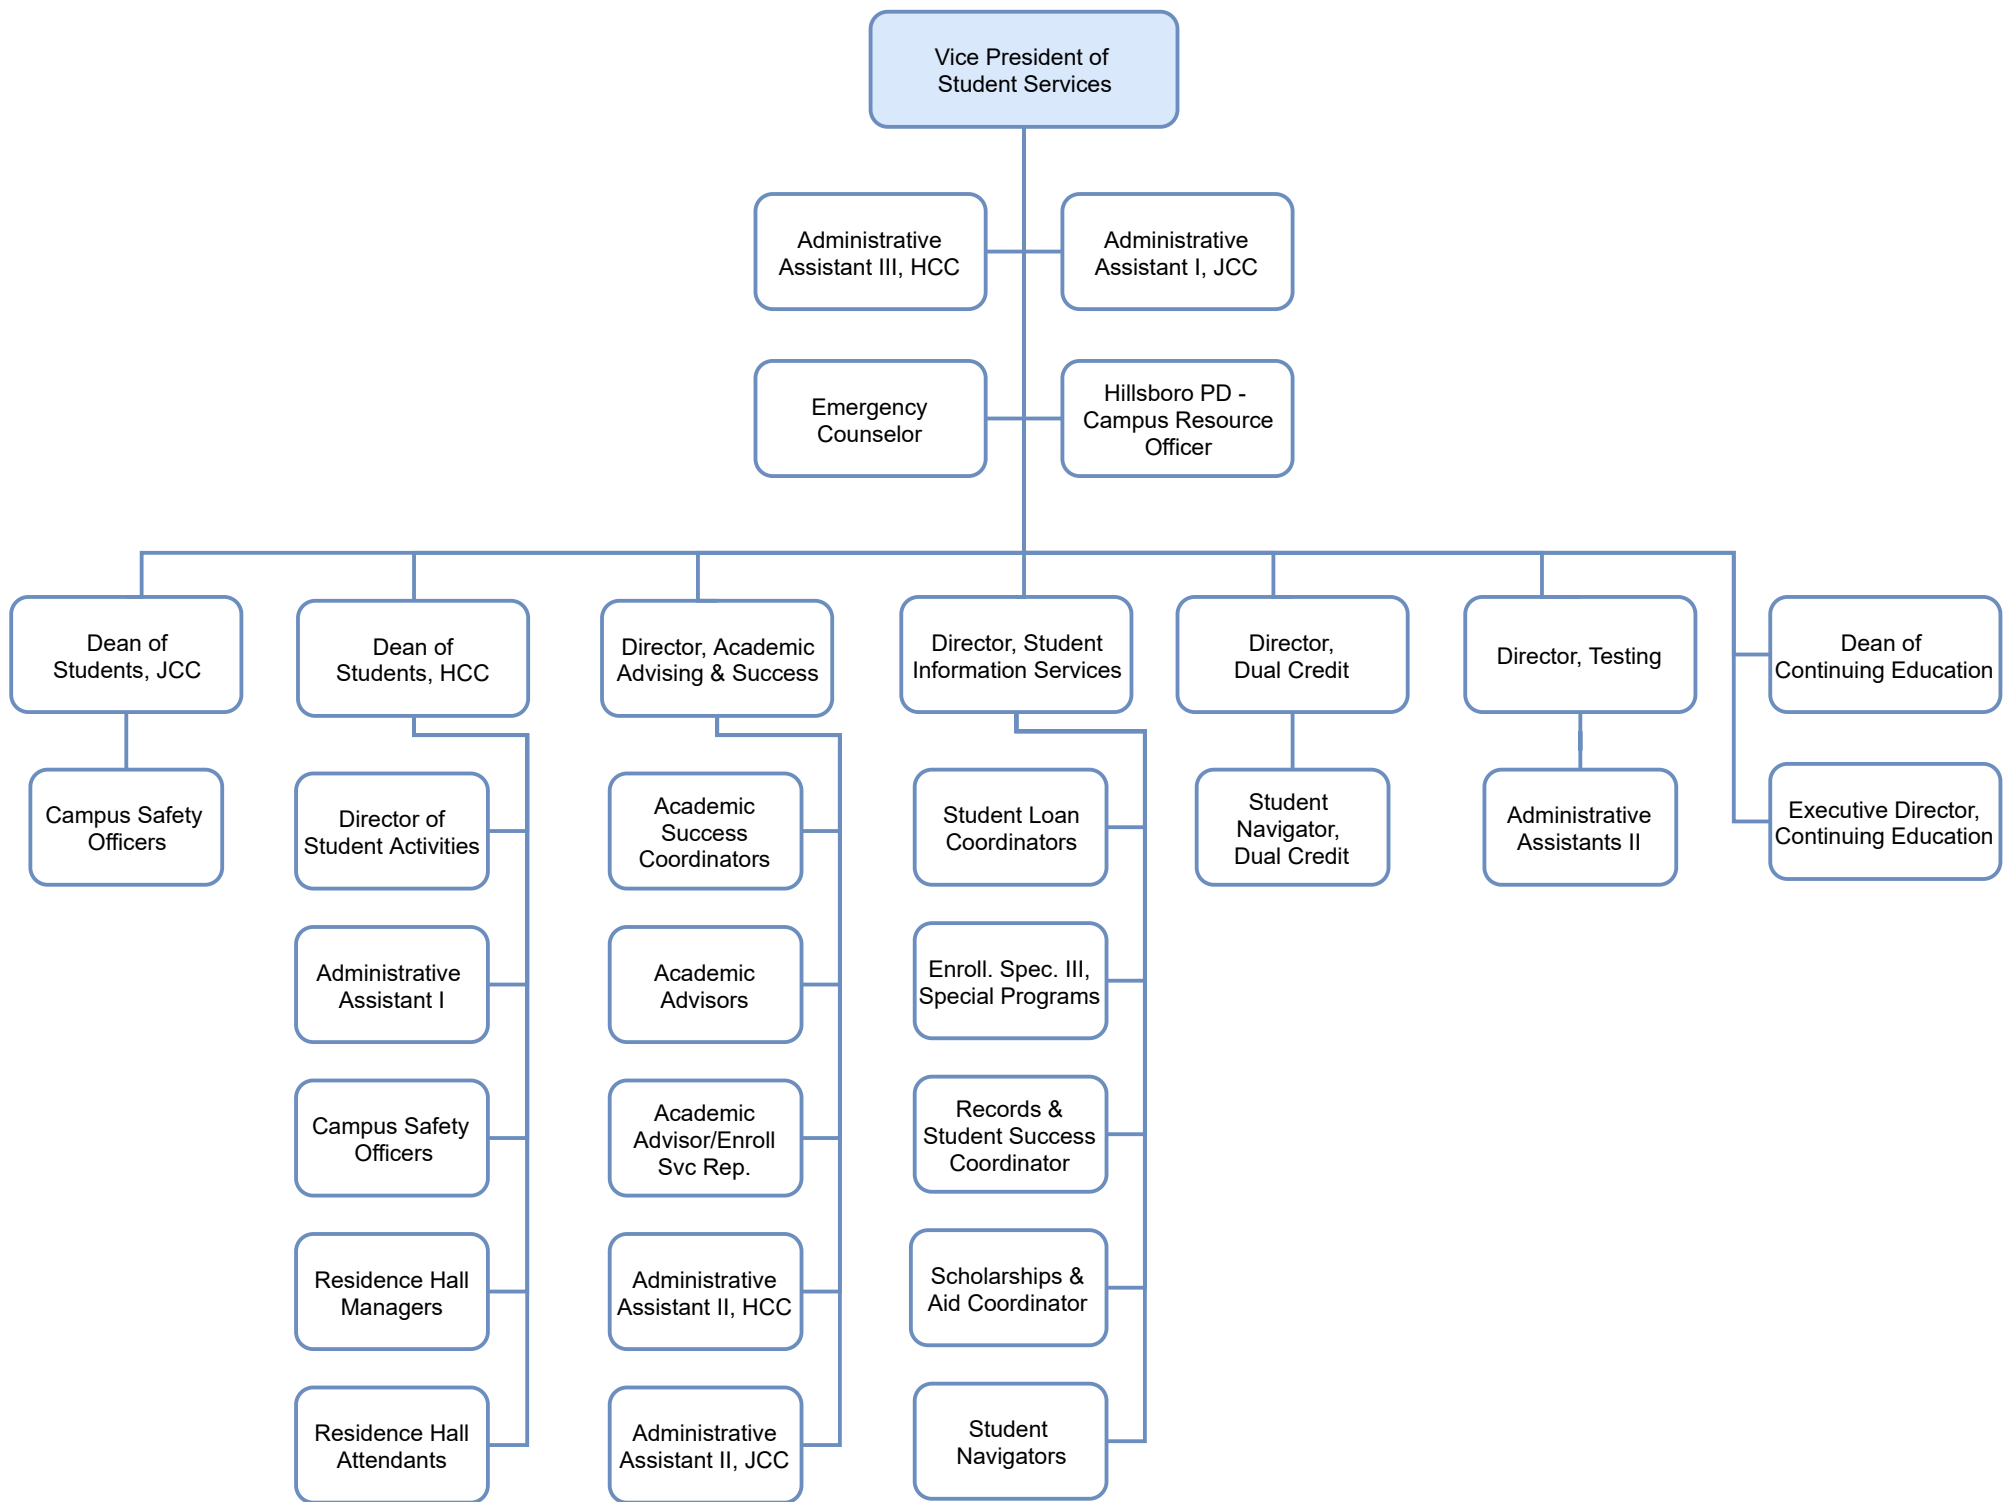 Vice President of
Student Services
Administrative
Assistant III, HCC
Administrative
Assistant I, JCC
Emergency
Counselor
Hillsboro PD -
Campus Resource
Officer
Dean of
Students, JCC
Dean of
Students, HCC
Director, Academic
Advising & Success
Director, Student
Information Services
Director,
Dual Credit
Director, Testing
Dean of
Continuing Education
Campus Safety
Officers
Director of
Student Activities
Academic
Success
Coordinators
Student Loan
Coordinators
Student
Navigator,
Dual Credit
Administrative
Assistants II
Executive Director,
Continuing Education
Administrative
Assistant I
Academic
Advisors
Enroll. Spec. III,
Special Programs
Campus Safety
Officers
Academic
Advisor/Enroll
Svc Rep.
Records &
Student Success
Coordinator
Residence Hall
Managers
Administrative
Assistant II, HCC
Scholarships &
Aid Coordinator
Residence Hall
Attendants
Administrative
Assistant II, JCC
Student
Navigators